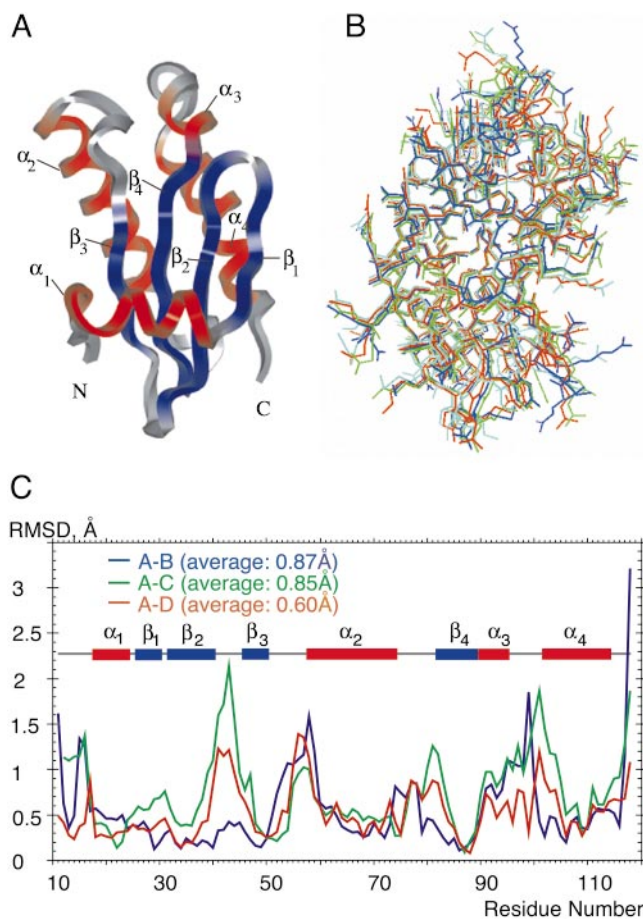 A
B
α3
α2
β4
β3
α4
β2
β1
α1
N
C
C
RMSD, Å
A-B (average: 0.87Å)
A-C (average: 0.85Å)
A-D (average: 0.60Å)
α1 β1 β2 β3 α2 β4 α3 α4
3
2.5
2
1.5
1
0.5
0
10 30 50 70 90 110
Residue Number